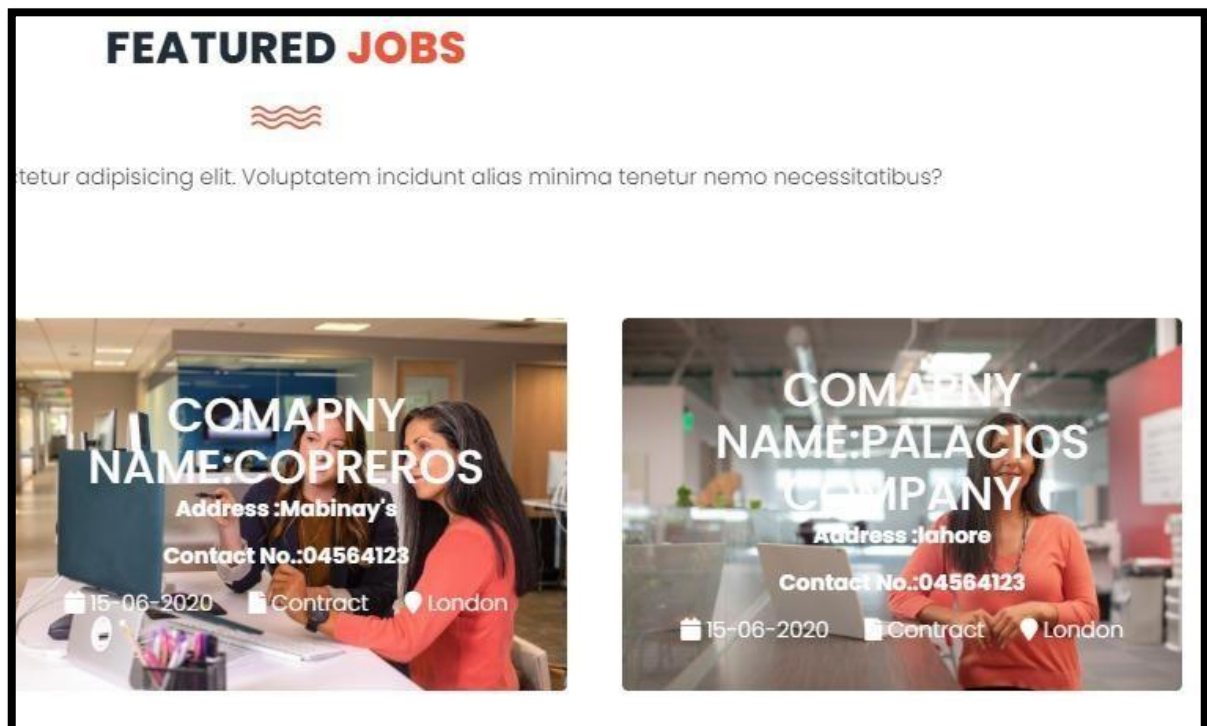 FEATURED JOBS
tetur adipisicing elit. Voluptatem incidunt alias minima tenetur nemo necessitatibus?
COMAPNY
NAME:COPREROS
Address :Mabinay's
Contact No.:04564123
15-06-2020 Contract London
COMAPNY
NAME:PALACIOS
COMPANY
Address :lahore
Contact No.:04564123
15-06-2020 Contract London